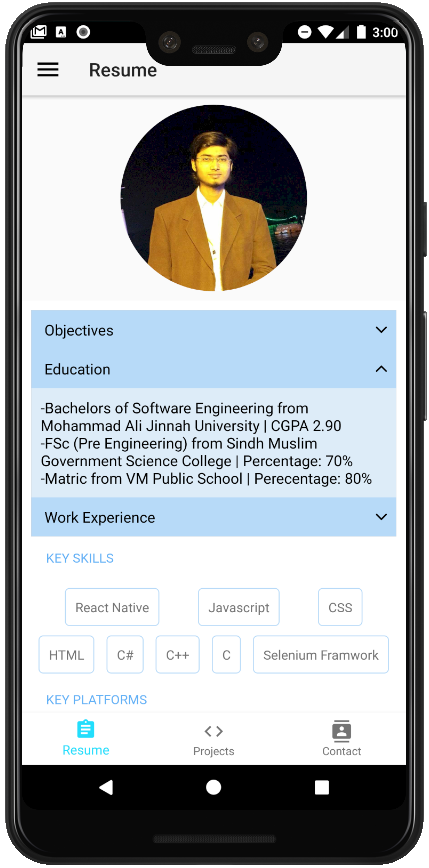 3:00
Resume
Objectives
Education
-Bachelors of Software Engineering from
Mohammad Ali Jinnah University | CGPA 2.90
-FSc (Pre Engineering) from Sindh Muslim
Government Science College | Percentage: 70%
-Matric from VM Public School | Perecentage: 80%
Work Experience
KEY SKILLS
React Native Javascript CSS
HTML C# C++ C Selenium Framwork
KEY PLATFORMS
Resume Projects Contact